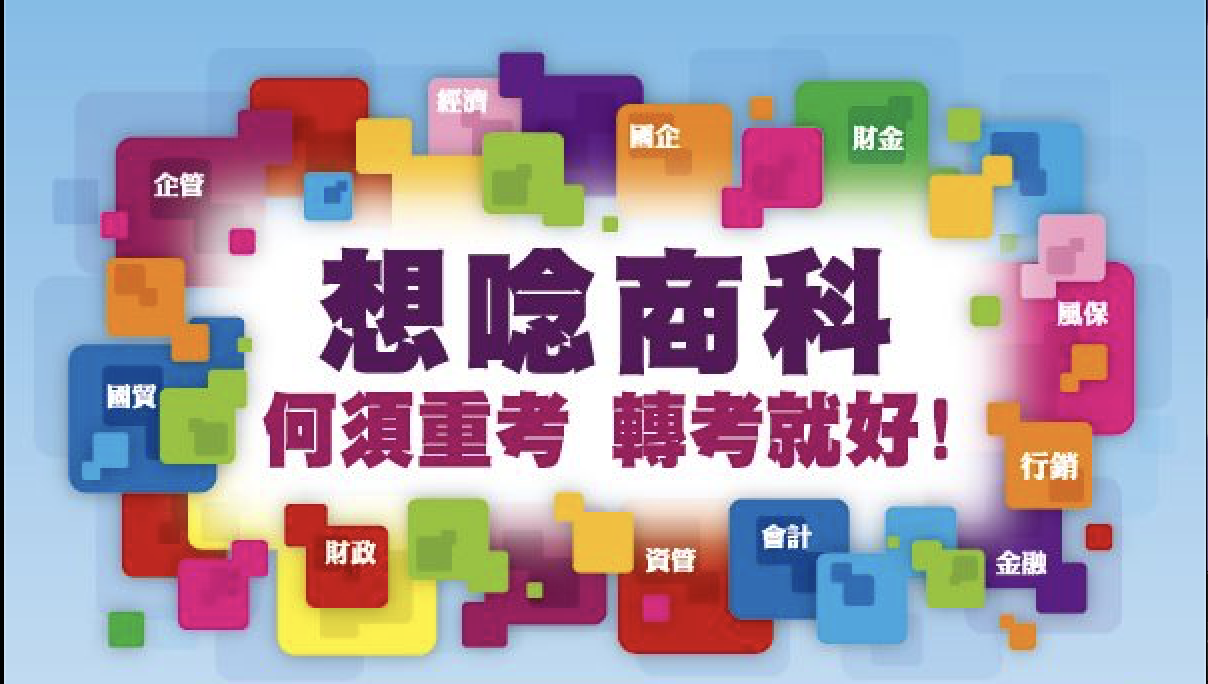 經濟
國企
財金
企管
想唸商科
風保
國貿
何須重考 轉考就好!
行銷
財政
資管
會計
金融